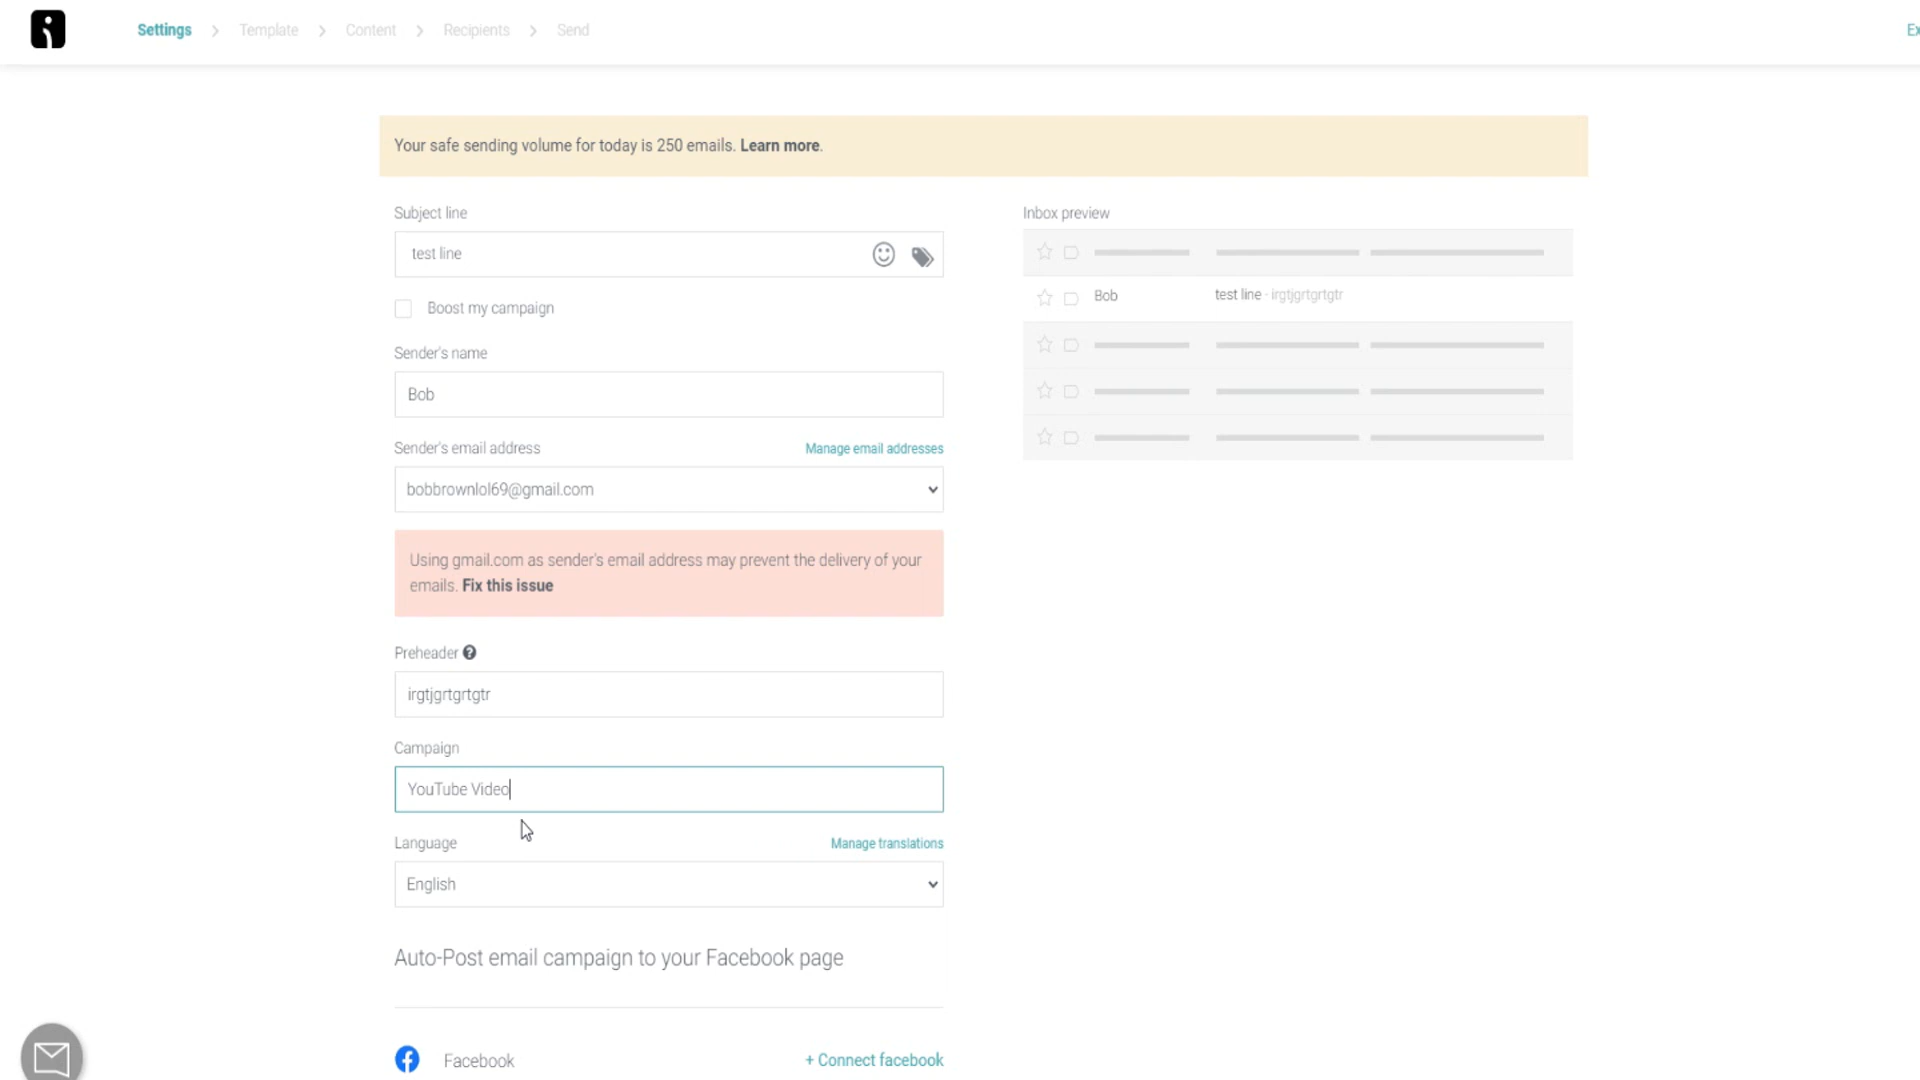 Settings > Template > Content > Recipients > Send
Ex
Your safe sending volume for today is 250 emails. Learn more.
Subject line
test line
Boost my campaign
Sender's name
Bob
Sender's email address
Manage email addresses
bobbrownlol69@gmail.com
Using gmail.com as sender's email address may prevent the delivery of your
emails. Fix this issue
Preheader ?
irgtjgrtgrtgtr
Campaign
YouTube Video
Language
Manage translations
English
Auto-Post email campaign to your Facebook page
Facebook
+ Connect facebook
Inbox preview
Bob
test line - irgtjgrtgrtgtr